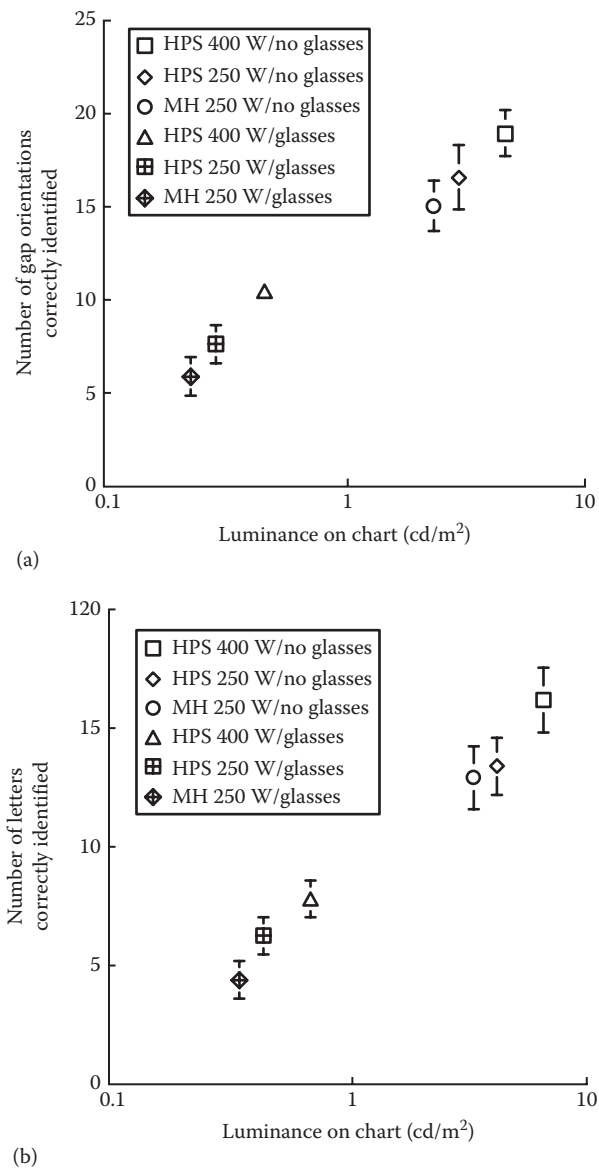 25
20
15
10
5
0
Number of gap orientations
correctly identified
HPS 400 W/no glasses
HPS 250 W/no glasses
MH 250 W/no glasses
HPS 400 W/glasses
HPS 250 W/glasses
MH 250 W/glasses
0.1
1
10
Luminance on chart (cd/m²)
(a)
120
15
10
5
0
Number of letters
correctly identified
HPS 400 W/no glasses
HPS 250 W/no glasses
MH 250 W/no glasses
HPS 400 W/glasses
HPS 250 W/glasses
MH 250 W/glasses
0.1
1
10
Luminance on chart (cd/m²)
(b)